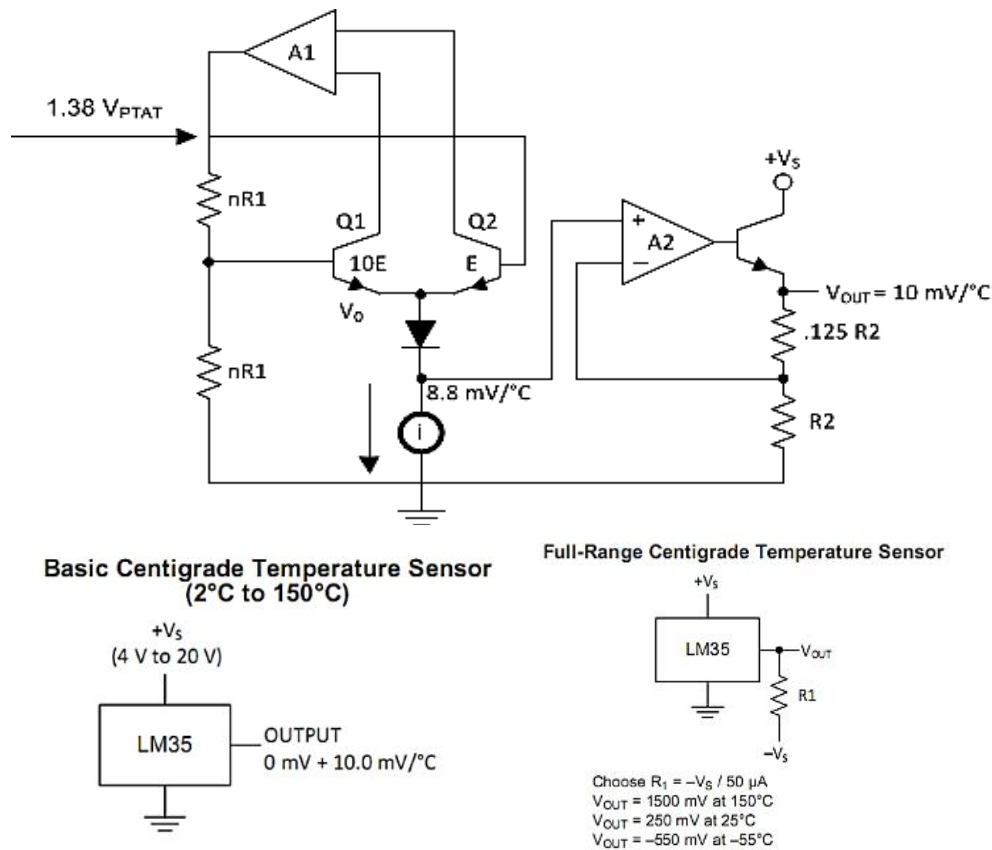 A1
1.38 VPTAT
nR1
Q1
Q2
10E
E
V₀
nR1
8.8 mV/°C
i
+VS
+
A2
−
VOUT = 10 mV/°C
.125 R2
R2
Basic Centigrade Temperature Sensor
(2°C to 150°C)
+VS
(4 V to 20 V)
LM35
OUTPUT
0 mV + 10.0 mV/°C
Full-Range Centigrade Temperature Sensor
+VS
LM35
VOUT
R1
−VS
Choose R1 = −VS / 50 µA
VOUT = 1500 mV at 150°C
VOUT = 250 mV at 25°C
VOUT = −550 mV at −55°C